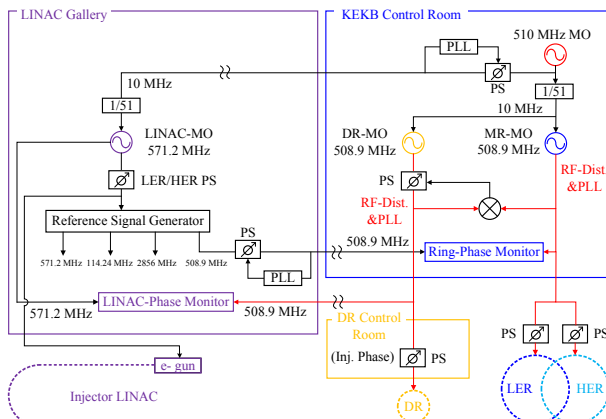 LINAC Gallery
KEKB Control Room
PLL
510 MHz MO
PS
10 MHz
1/51
1/51
10 MHz
LINAC-MO
571.2 MHz
DR-MO
508.9 MHz
MR-MO
508.9 MHz
LER/HER PS
PS
RF-Dist.
&PLL
RF-Dist.
&PLL
Reference Signal Generator
PS
508.9 MHz
Ring-Phase Monitor
571.2 MHz
114.24 MHz
2856 MHz
508.9 MHz
PLL
LINAC-Phase Monitor
571.2 MHz
508.9 MHz
DR Control
Room
(Inj. Phase)
PS
PS
PS
e- gun
Injector LINAC
DR
LER
HER